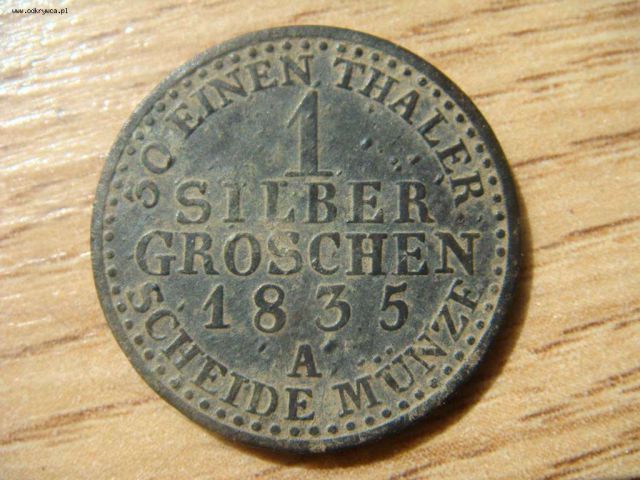 www.odkrywca.pl
30 EINEN THALER
1
SILBER
GROSCHEN
1835
A
SCHEIDE MÜNZE